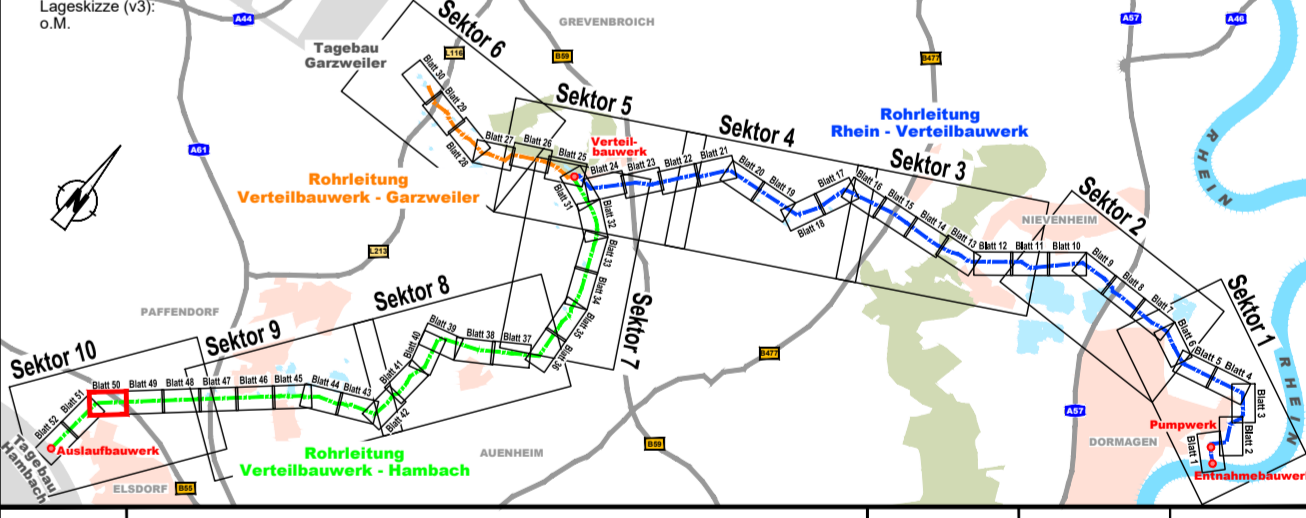 Lageskizze (v3):
o.M.
A44
GREVENBROICH
A57
A46
Sektor 6
Tagebau
Garzweiler
L116
B59
B477
Blatt 30
Blatt 29
Blatt 28
Blatt 27
Blatt 26
Blatt 25
Sektor 5
Verteil-
bauwerk
Sektor 4
Rohrleitung
Rhein - Verteilbauwerk
Sektor 3
RHEIN
A61
Blatt 24
Blatt 23
Blatt 22
Blatt 21
Blatt 20
Blatt 19
Blatt 18
Blatt 17
Blatt 16
Blatt 15
Blatt 14
Blatt 13
Blatt 12
Blatt 11
Blatt 10
Blatt 9
Blatt 8
Blatt 7
Blatt 6
Blatt 5
Blatt 4
Blatt 3
Blatt 2
Blatt 1
N
Rohrleitung
Verteilbauwerk - Garzweiler
NIEVENHEIM
Sektor 2
Sektor 1
L213
Blatt 31
Blatt 32
Blatt 33
Blatt 34
Blatt 35
Blatt 36
Sektor 7
Sektor 8
PAFFENDORF
Sektor 9
Sektor 10
Blatt 37
Blatt 38
Blatt 39
Blatt 40
Blatt 41
Blatt 42
Blatt 43
Blatt 44
Blatt 45
Blatt 46
Blatt 47
Blatt 48
Blatt 49
Blatt 50
Blatt 51
Blatt 52
B477
A57
RHEIN
Pumpwerk
DORMAGEN
Entnahmebauwerk
Auslaufbauwerk
Tagebau
Hambach
Rohrleitung
Verteilbauwerk - Hambach
AUENHEIM
B59
ELSDORF
B55